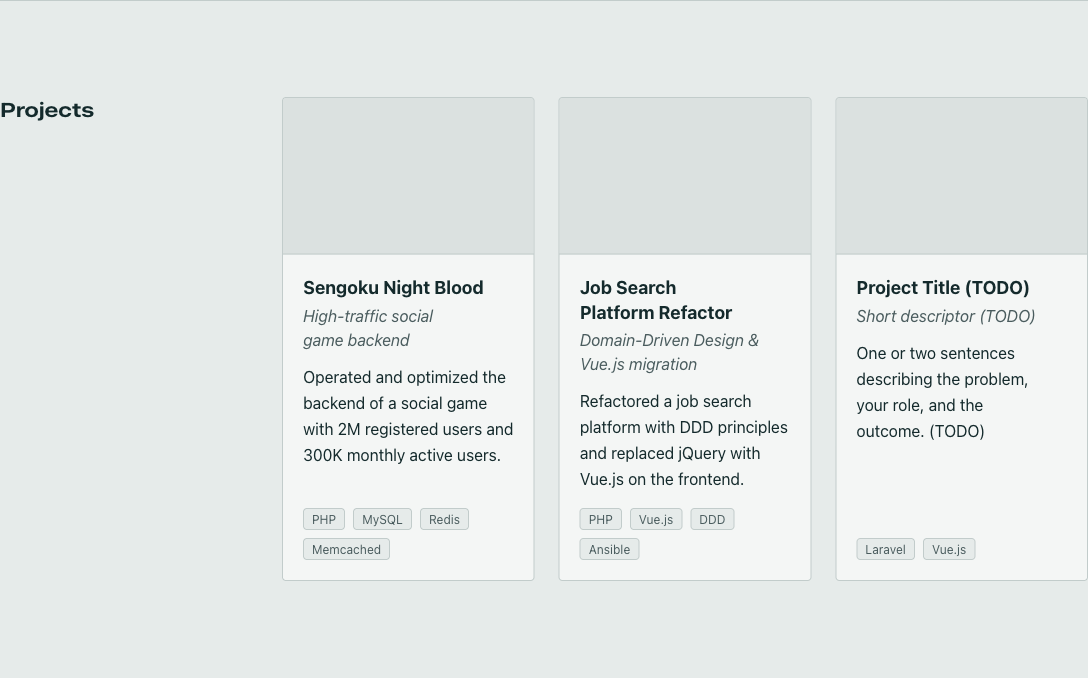 Projects
Sengoku Night Blood
High-traffic social
game backend
Operated and optimized the
backend of a social game
with 2M registered users and
300K monthly active users.
PHP MySQL Redis
Memcached
Job Search
Platform Refactor
Domain-Driven Design &
Vue.js migration
Refactored a job search
platform with DDD principles
and replaced jQuery with
Vue.js on the frontend.
PHP Vue.js DDD
Ansible
Project Title (TODO)
Short descriptor (TODO)
One or two sentences
describing the problem,
your role, and the
outcome. (TODO)
Laravel Vue.js